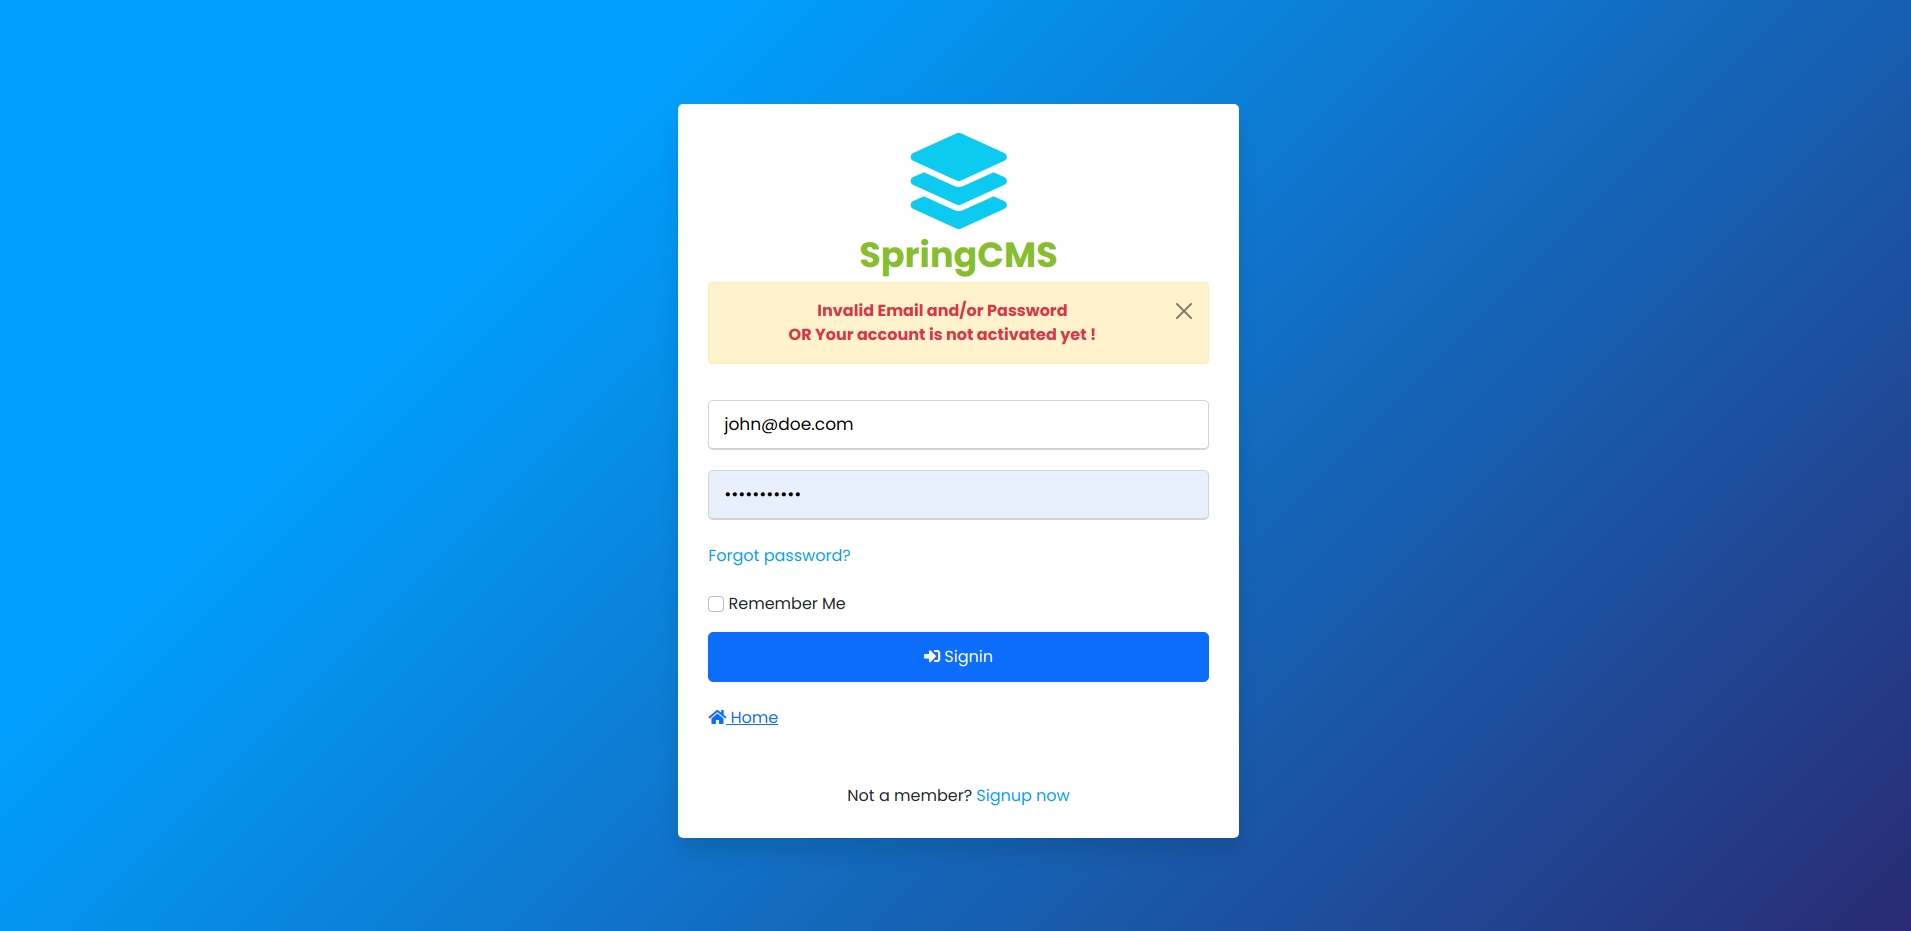 SpringCMS
Invalid Email and/or Password
OR Your account is not activated yet !
john@doe.com
•••••••••••
Forgot password?
Remember Me
Signin
Home
Not a member? Signup now